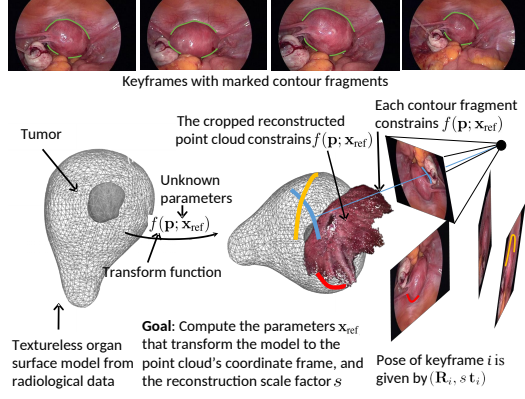 Keyframes with marked contour fragments
Tumor
The cropped reconstructed
point cloud constrains f(p; x_ref)
Each contour fragment
constrains f(p; x_ref)
Unknown
parameters
f(p; x_ref)
Transform function
Textureless organ
surface model from
radiological data
Goal: Compute the parameters x_ref
that transform the model to the
point cloud's coordinate frame, and
the reconstruction scale factor s
Pose of keyframe i is
given by (R_i, s t_i)